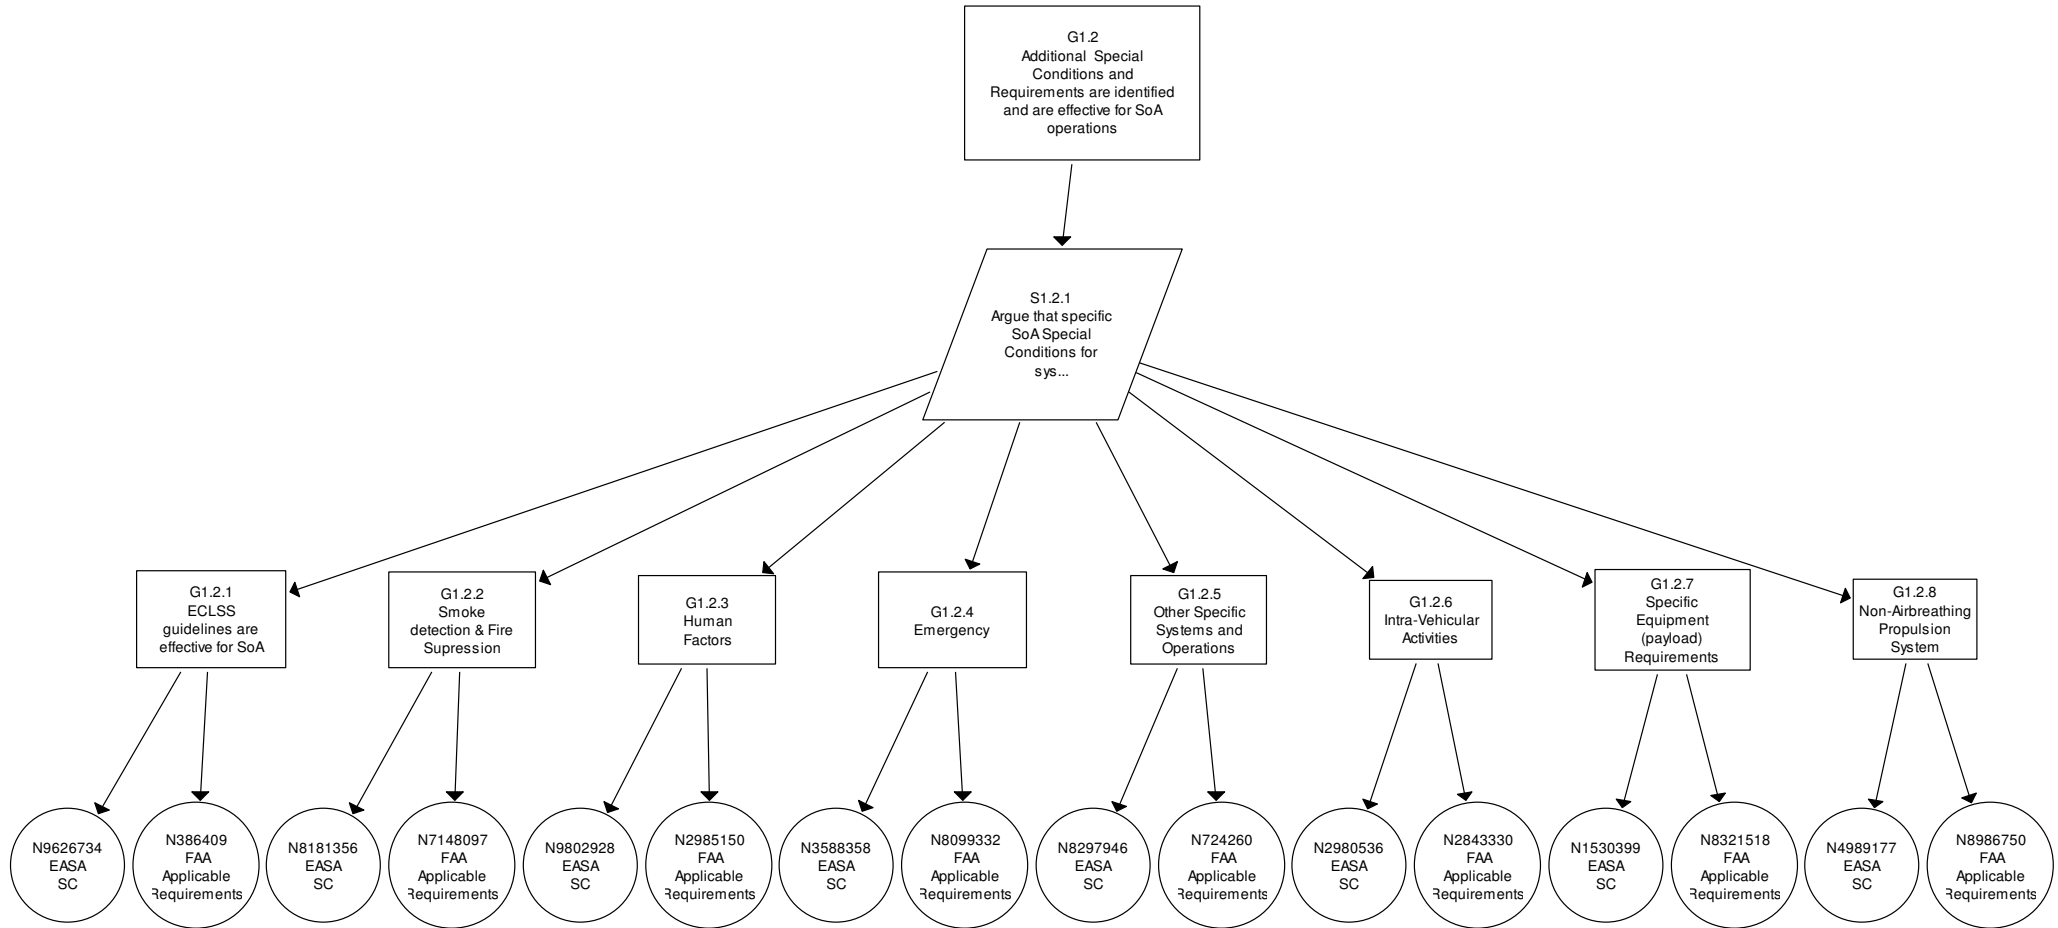 G1.2
Additional Special
Conditions and
Requirements are identified
and are effective for SoA
operations
S1.2.1
Argue that specific
SoA Special
Conditions for
sys...
G1.2.1
ECLSS
guidelines are
effective for SoA
G1.2.2
Smoke
detection & Fire
Supression
G1.2.3
Human
Factors
G1.2.4
Emergency
G1.2.5
Other Specific
Systems and
Operations
G1.2.6
Intra-Vehicular
Activities
G1.2.7
Specific
Equipment
(payload)
Requirements
G1.2.8
Non-Airbreathing
Propulsion
System
N9626734
EASA
SC
N386409
FAA
Applicable
Requirements
N8181356
EASA
SC
N7148097
FAA
Applicable
Requirements
N9802928
EASA
SC
N2985150
FAA
Applicable
Requirements
N3588358
EASA
SC
N8099332
FAA
Applicable
Requirements
N8297946
EASA
SC
N724260
FAA
Applicable
Requirements
N2980536
EASA
SC
N2843330
FAA
Applicable
Requirements
N1530399
EASA
SC
N8321518
FAA
Applicable
Requirements
N4989177
EASA
SC
N8986750
FAA
Applicable
Requirements